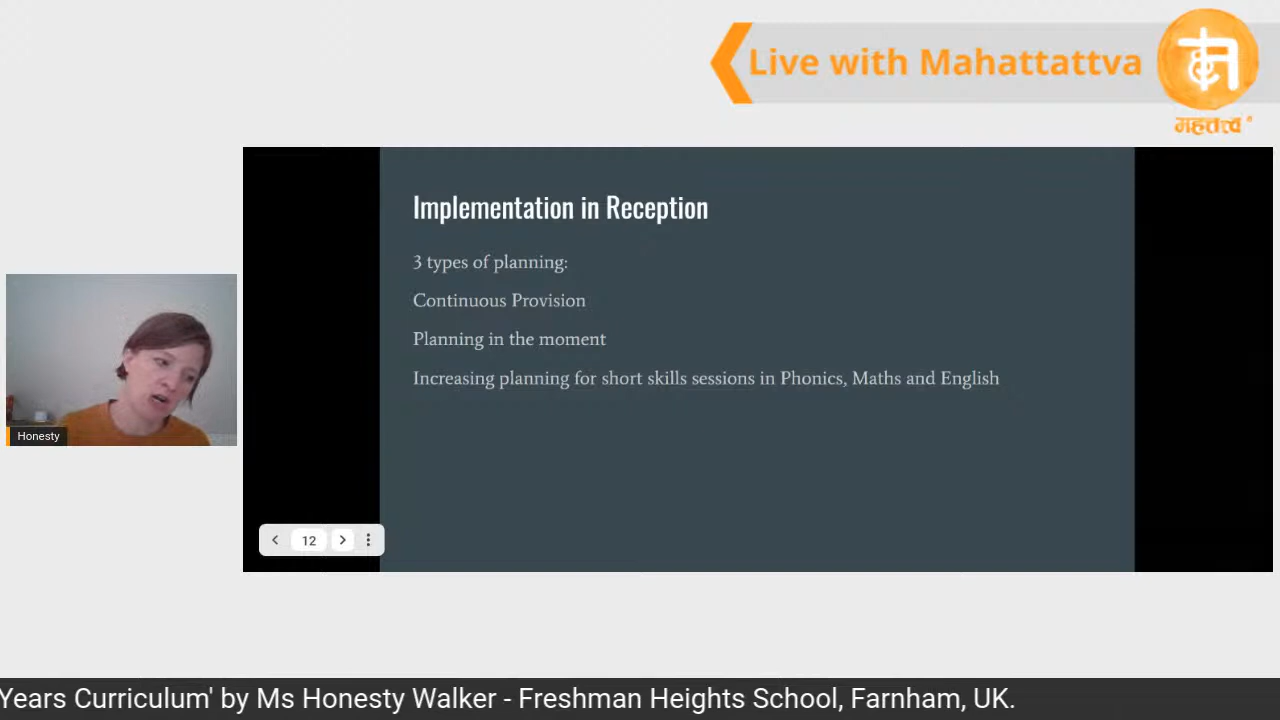 Live with Mahattattva
महत्तत्त्व
Implementation in Reception
3 types of planning:
Continuous Provision
Planning in the moment
Increasing planning for short skills sessions in Phonics, Maths and English
Honesty
12
Years Curriculum' by Ms Honesty Walker - Freshman Heights School, Farnham, UK.